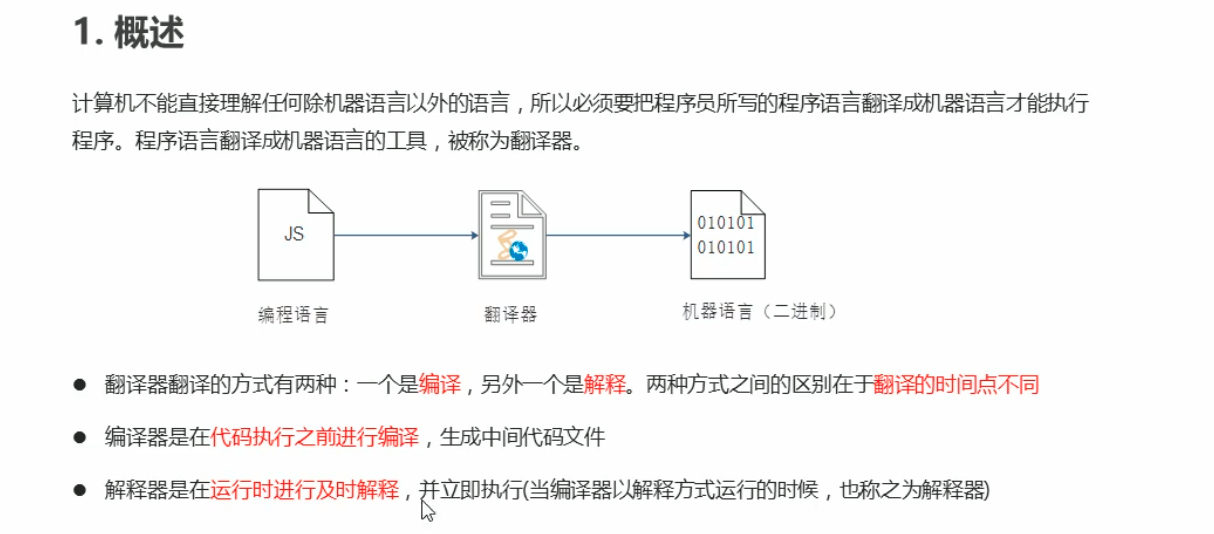 1. 概述
计算机不能直接理解任何除机器语言以外的语言，所以必须要把程序员所写的程序语言翻译成机器语言才能执行
程序。程序语言翻译成机器语言的工具，被称为翻译器。
JS
010101
010101
编程语言
翻译器
机器语言（二进制）
● 翻译器翻译的方式有两种：一个是编译，另外一个是解释。两种方式之间的区别在于翻译的时间点不同
● 编译器是在代码执行之前进行编译，生成中间代码文件
● 解释器是在运行时进行及时解释，并立即执行(当编译器以解释方式运行的时候，也称之为解释器)